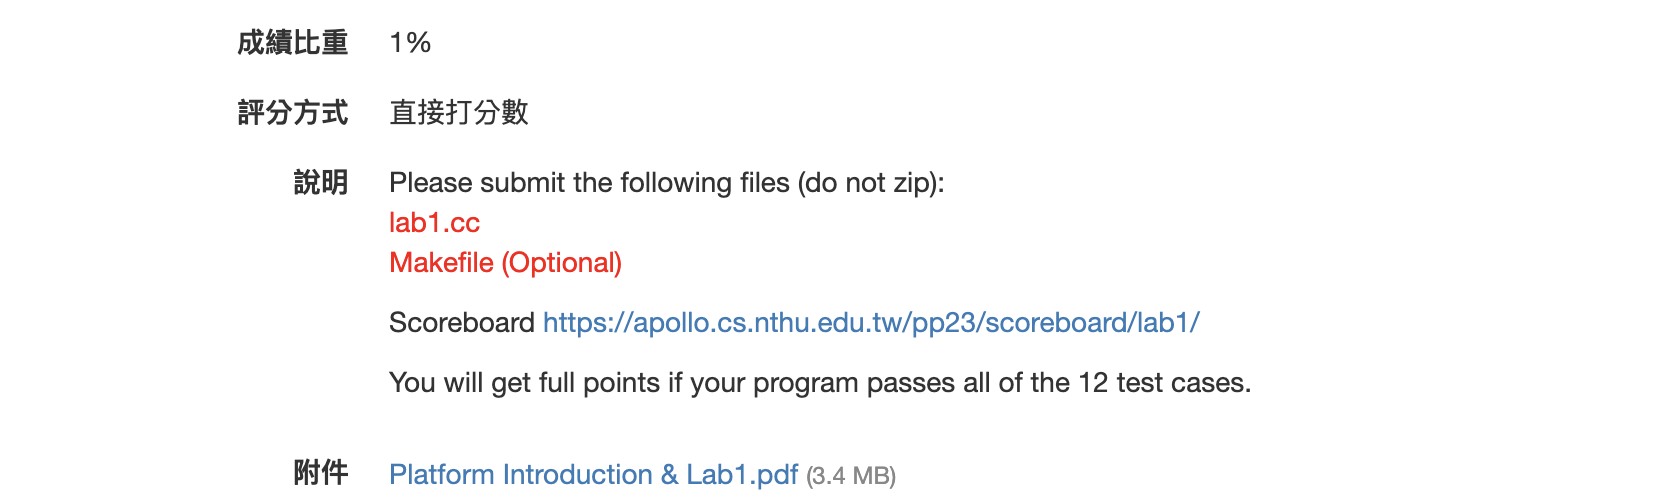 成績比重 1%
評分方式 直接打分數
說明 Please submit the following files (do not zip):
lab1.cc
Makefile (Optional)
Scoreboard https://apollo.cs.nthu.edu.tw/pp23/scoreboard/lab1/
You will get full points if your program passes all of the 12 test cases.
附件 Platform Introduction & Lab1.pdf (3.4 MB)